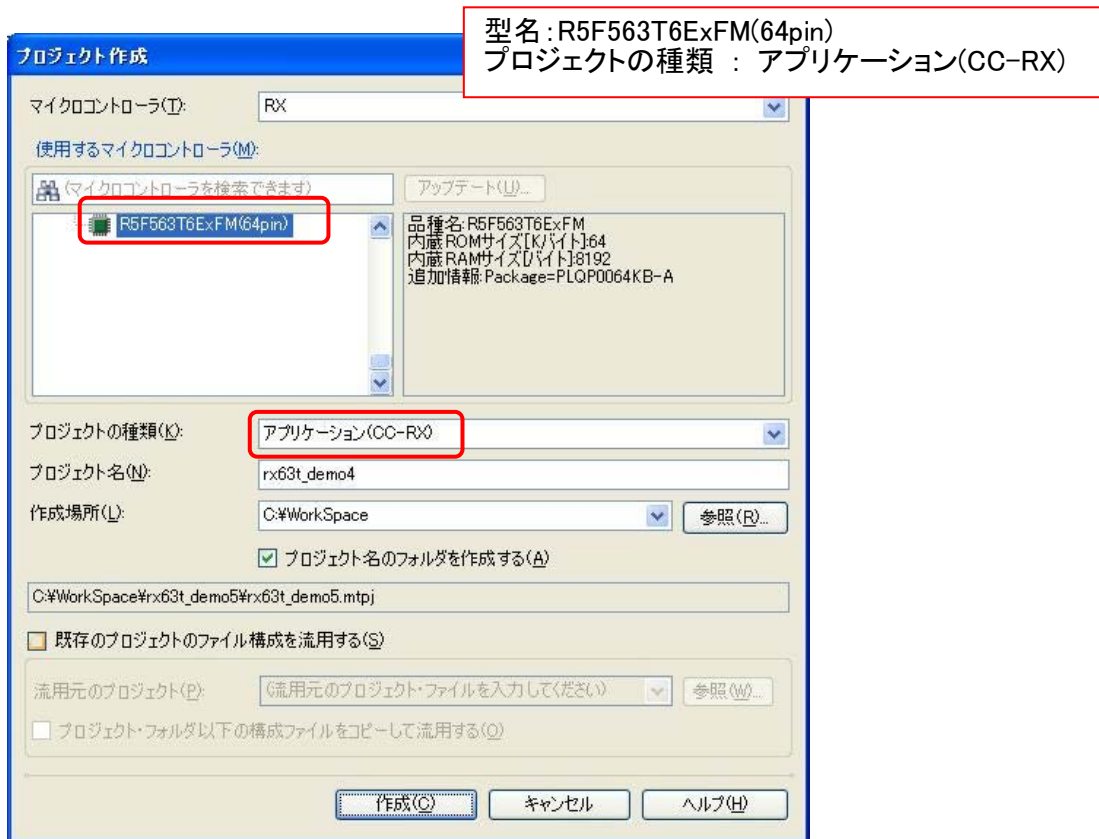 型名:R5F563T6ExFM(64pin)
プロジェクトの種類 : アプリケーション(CC-RX)
プロジェクト作成
マイクロコントローラ(T): RX
使用するマイクロコントローラ(M):
(マイクロコントローラを検索できます) アップデート(U)...
R5F563T6ExFM(64pin)
品種名:R5F563T6ExFM
内蔵ROMサイズ[Kバイト]:64
内蔵RAMサイズ[バイト]:8192
追加情報:Package=PLQP0064KB-A
プロジェクトの種類(K): アプリケーション(CC-RX)
プロジェクト名(N): rx63t_demo4
作成場所(L): C:¥WorkSpace 参照(R)...
プロジェクト名のフォルダを作成する(A)
C:¥WorkSpace¥rx63t_demo5¥rx63t_demo5.mtpj
既存のプロジェクトのファイル構成を流用する(S)
流用元のプロジェクト(P): (流用元のプロジェクト・ファイルを入力してください) 参照(W)...
プロジェクト・フォルダ以下の構成ファイルをコピーして流用する(O)
作成(C) キャンセル ヘルプ(H)